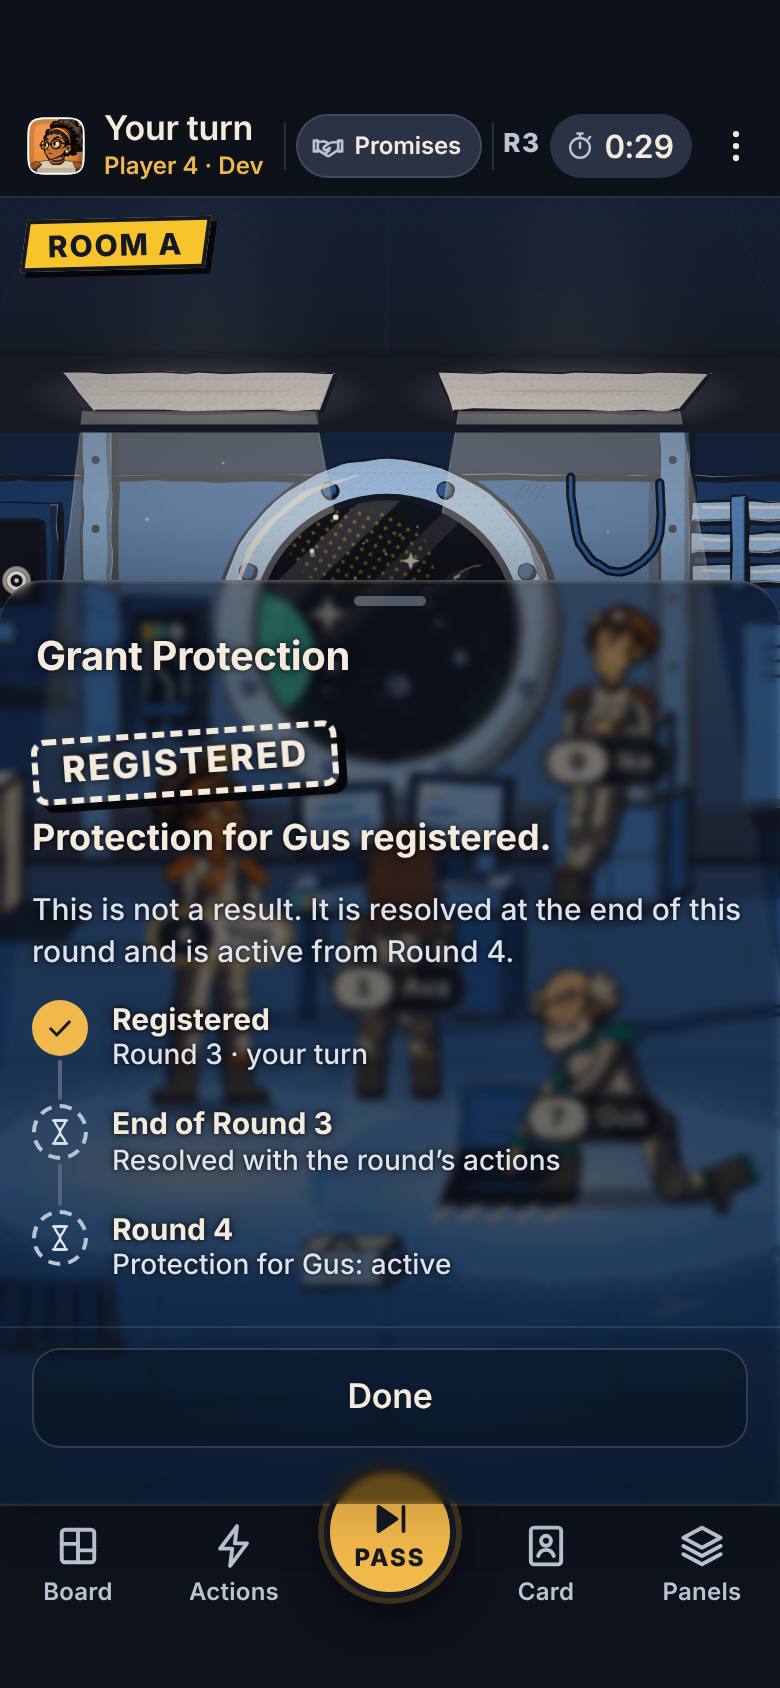 Your turn
Player 4 · Dev
Promises
R3
0:29
ROOM A
Grant Protection
REGISTERED
Protection for Gus registered.
This is not a result. It is resolved at the end of this
round and is active from Round 4.
Registered
Round 3 · your turn
End of Round 3
Resolved with the round’s actions
Round 4
Protection for Gus: active
Ava
7 Gus
Done
PASS
Board
Actions
Card
Panels